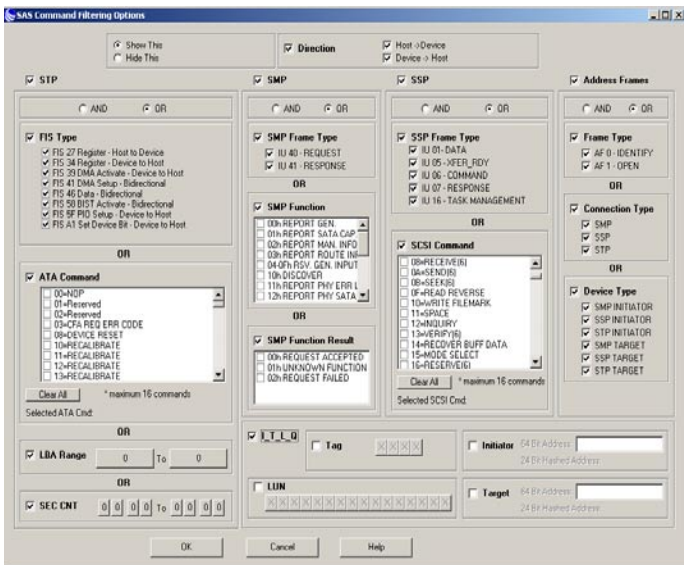 SAS Command Filtering Options
Show This
Hide This
Direction
Host ->Device
Device -> Host
STP
AND OR
FIS Type
FIS 27 Register - Host to Device
FIS 34 Register - Device to Host
FIS 39 DMA Activate - Device to Host
FIS 41 DMA Setup - Bidirectional
FIS 46 Data - Bidirectional
FIS 58 BIST Activate - Bidirectional
FIS 5F PIO Setup - Device to Host
FIS A1 Set Device Bit - Device to Host
OR
ATA Command
00=NOP
01=Reserved
02=Reserved
03=CFA REQ ERR CODE
08=DEVICE RESET
10=RECALIBRATE
11=RECALIBRATE
12=RECALIBRATE
13=RECALIBRATE
Clear All
* maximum 16 commands
Selected ATA Cmd:
OR
LBA Range 0 To 0
OR
SEC CNT 0 0 0 0 To 0 0 0 0
SMP
AND OR
SMP Frame Type
IU 40 - REQUEST
IU 41 - RESPONSE
OR
SMP Function
00h REPORT GEN.
01h REPORT SATA CAP.
02h REPORT MAN. INFO
03h REPORT ROUTE INF
04-0Fh RSV. GEN. INPUT
10h DISCOVER
11h REPORT PHY ERR L
12h REPORT PHY SATA
OR
SMP Function Result
00h REQUEST ACCEPTED
01h UNKNOWN FUNCTION
02h REQUEST FAILED
SSP
AND OR
SSP Frame Type
IU 01- DATA
IU 05 - XFER_RDY
IU 06 - COMMAND
IU 07 - RESPONSE
IU 16 - TASK MANAGEMENT
OR
SCSI Command
08=RECEIVE(6)
0A=SEND(6)
0B=SEEK(6)
0F=READ REVERSE
10=WRITE FILEMARK
11=SPACE
12=INQUIRY
13=VERIFY(6)
14=RECOVER BUFF DATA
15=MODE SELECT
16=RESERVE(6)
Clear All
* maximum 16 commands
Selected SCSI Cmd:
Address Frames
AND OR
Frame Type
AF 0 - IDENTIFY
AF 1 - OPEN
OR
Connection Type
SMP
SSP
STP
OR
Device Type
SMP INITIATOR
SSP INITIATOR
STP INITIATOR
SMP TARGET
SSP TARGET
STP TARGET
I_T_L_Q
Tag X X X X
LUN
X X X X X X X X X X X X X X X X
Initiator 64 Bit Address:
24 Bit Hashed Address:
Target 64 Bit Address:
24 Bit Hashed Address:
OK
Cancel
Help